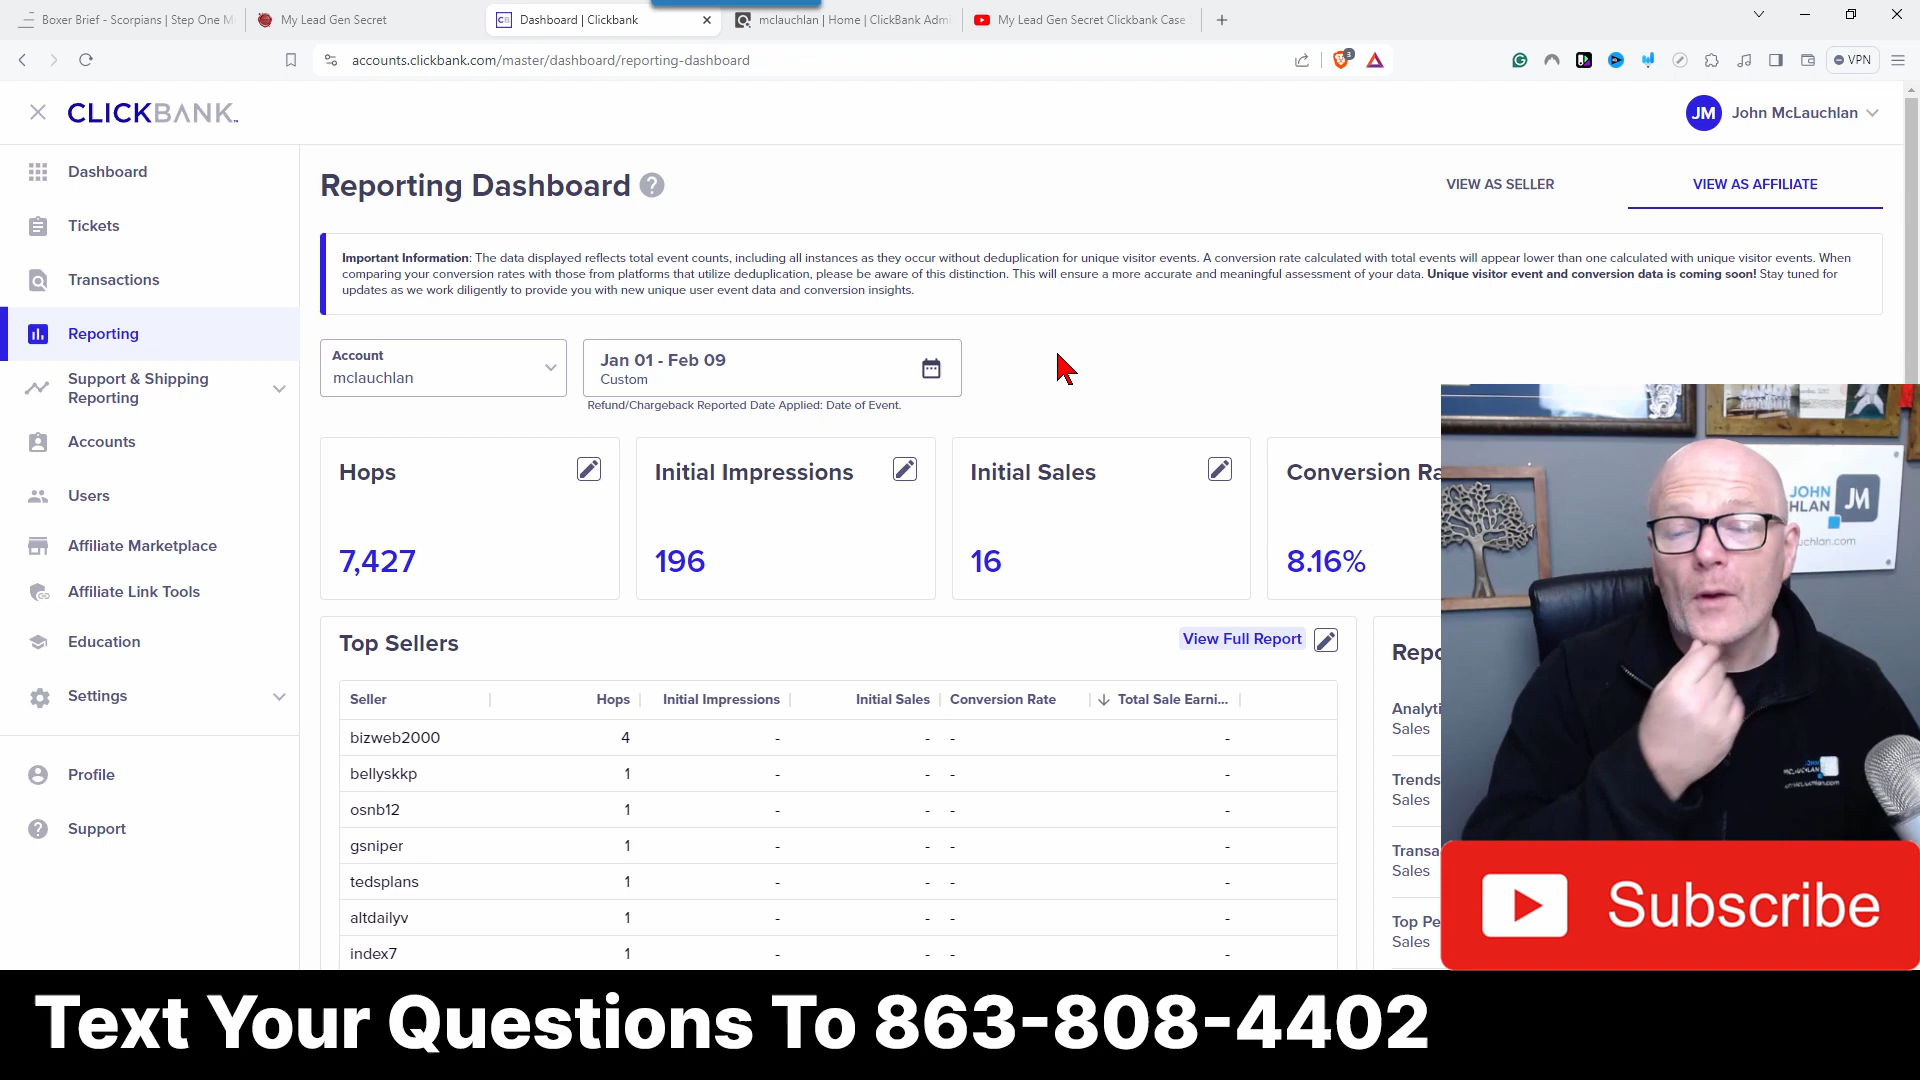 Boxer Brief - Scorpians | Step One M
My Lead Gen Secret
CB Dashboard | Clickbank
mclauchlan | Home | ClickBank Admi
My Lead Gen Secret Clickbank Case
accounts.clickbank.com/master/dashboard/reporting-dashboard
3
VPN
CLICKBANK
JM John McLauchlan
Dashboard
Tickets
Transactions
Reporting
Support & Shipping
Reporting
Accounts
Users
Affiliate Marketplace
Affiliate Link Tools
Education
Settings
Profile
Support
Reporting Dashboard ?
VIEW AS SELLER
VIEW AS AFFILIATE
Important Information: The data displayed reflects total event counts, including all instances as they occur without deduplication for unique visitor events. A conversion rate calculated with total events will appear lower than one calculated with unique visitor events. When
comparing your conversion rates with those from platforms that utilize deduplication, please be aware of this distinction. This will ensure a more accurate and meaningful assessment of your data. Unique visitor event and conversion data is coming soon! Stay tuned for
updates as we work diligently to provide you with new unique user event data and conversion insights.
Account
mclauchlan
Jan 01 - Feb 09
Custom
Refund/Chargeback Reported Date Applied: Date of Event.
Hops
7,427
Initial Impressions
196
Initial Sales
16
Conversion Ra
8.16%
Top Sellers
View Full Report
Seller Hops Initial Impressions Initial Sales Conversion Rate Total Sale Earni...
bizweb2000 4 - - - -
bellyskkp 1 - - - -
osnb12 1 - - - -
gsniper 1 - - - -
tedsplans 1 - - - -
altdailyv 1 - - - -
index7 1 - - - -
Repo
Analyti
Sales
Trends
Sales
Transa
Sales
Top Pe
Sales
JOHN
HLAN
JM
uchlan.com
Subscribe
Text Your Questions To 863-808-4402